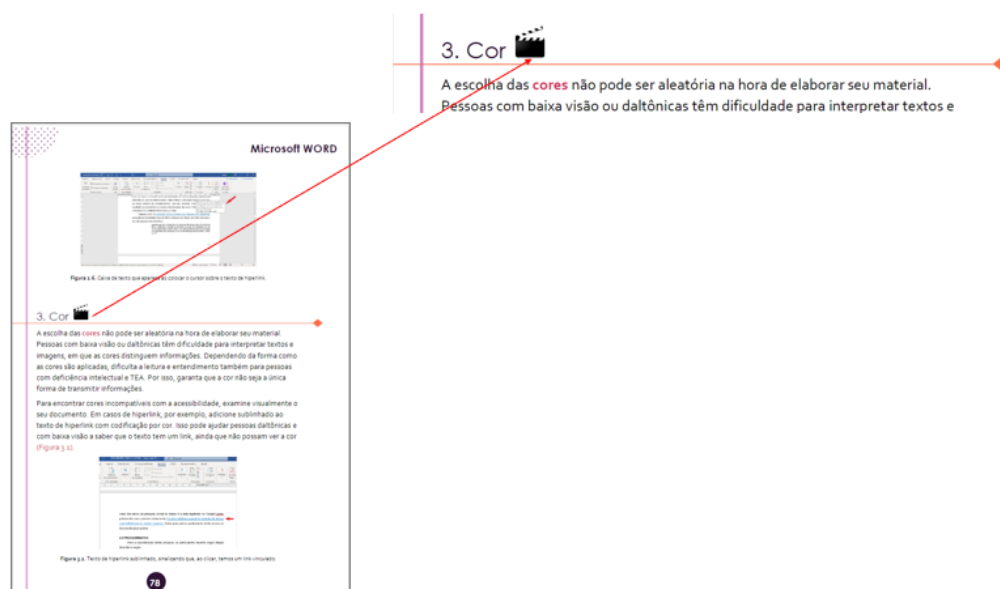 3. Cor
A escolha das cores não pode ser aleatória na hora de elaborar seu material.
Pessoas com baixa visão ou daltônicas têm dificuldade para interpretar textos e
Microsoft WORD
Figura 2.6. Caixa de texto que aparece ao colocar o cursor sobre o texto de hiperlink.
3. Cor
A escolha das cores não pode ser aleatória na hora de elaborar seu material.
Pessoas com baixa visão ou daltônicas têm dificuldade para interpretar textos e
imagens, em que as cores distinguem informações. Dependendo da forma como
as cores são aplicadas, dificulta a leitura e entendimento também para pessoas
com deficiência intelectual e TEA. Por isso, garanta que a cor não seja a única
forma de transmitir informações.
Para encontrar cores incompatíveis com a acessibilidade, examine visualmente o
seu documento. Em casos de hiperlink, por exemplo, adicione sublinhado ao
texto de hiperlink com codificação por cor. Isso pode ajudar pessoas daltônicas e
com baixa visão a saber que o texto tem um link, ainda que não possam ver a cor
(Figura 3.1).
Figura 3.1. Texto de hiperlink sublinhado, sinalizando que, ao clicar, temos um link vinculado.
78